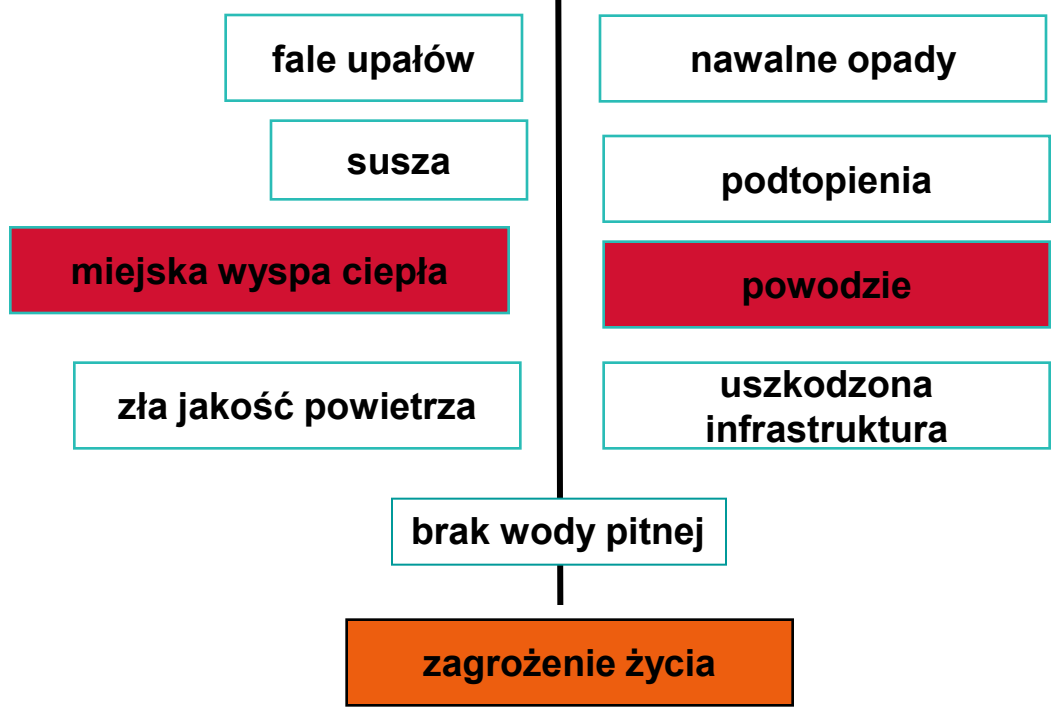 fale upałów
nawalne opady
susza
podtopienia
miejska wyspa ciepła
powodzie
zła jakość powietrza
uszkodzona
infrastruktura
brak wody pitnej
zagrożenie życia